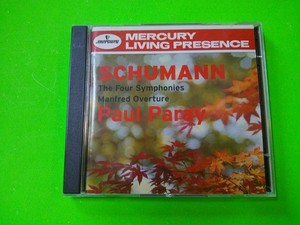 mercury
MERCURY
LIVING PRESENCE
SCHUMANN
The Four Symphonies
Manfred Overture
Paul Paray